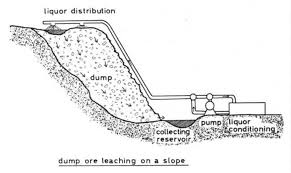 liquor distribution
dump
collecting
reservoir
pump
liquor
conditioning
dump ore leaching on a slope